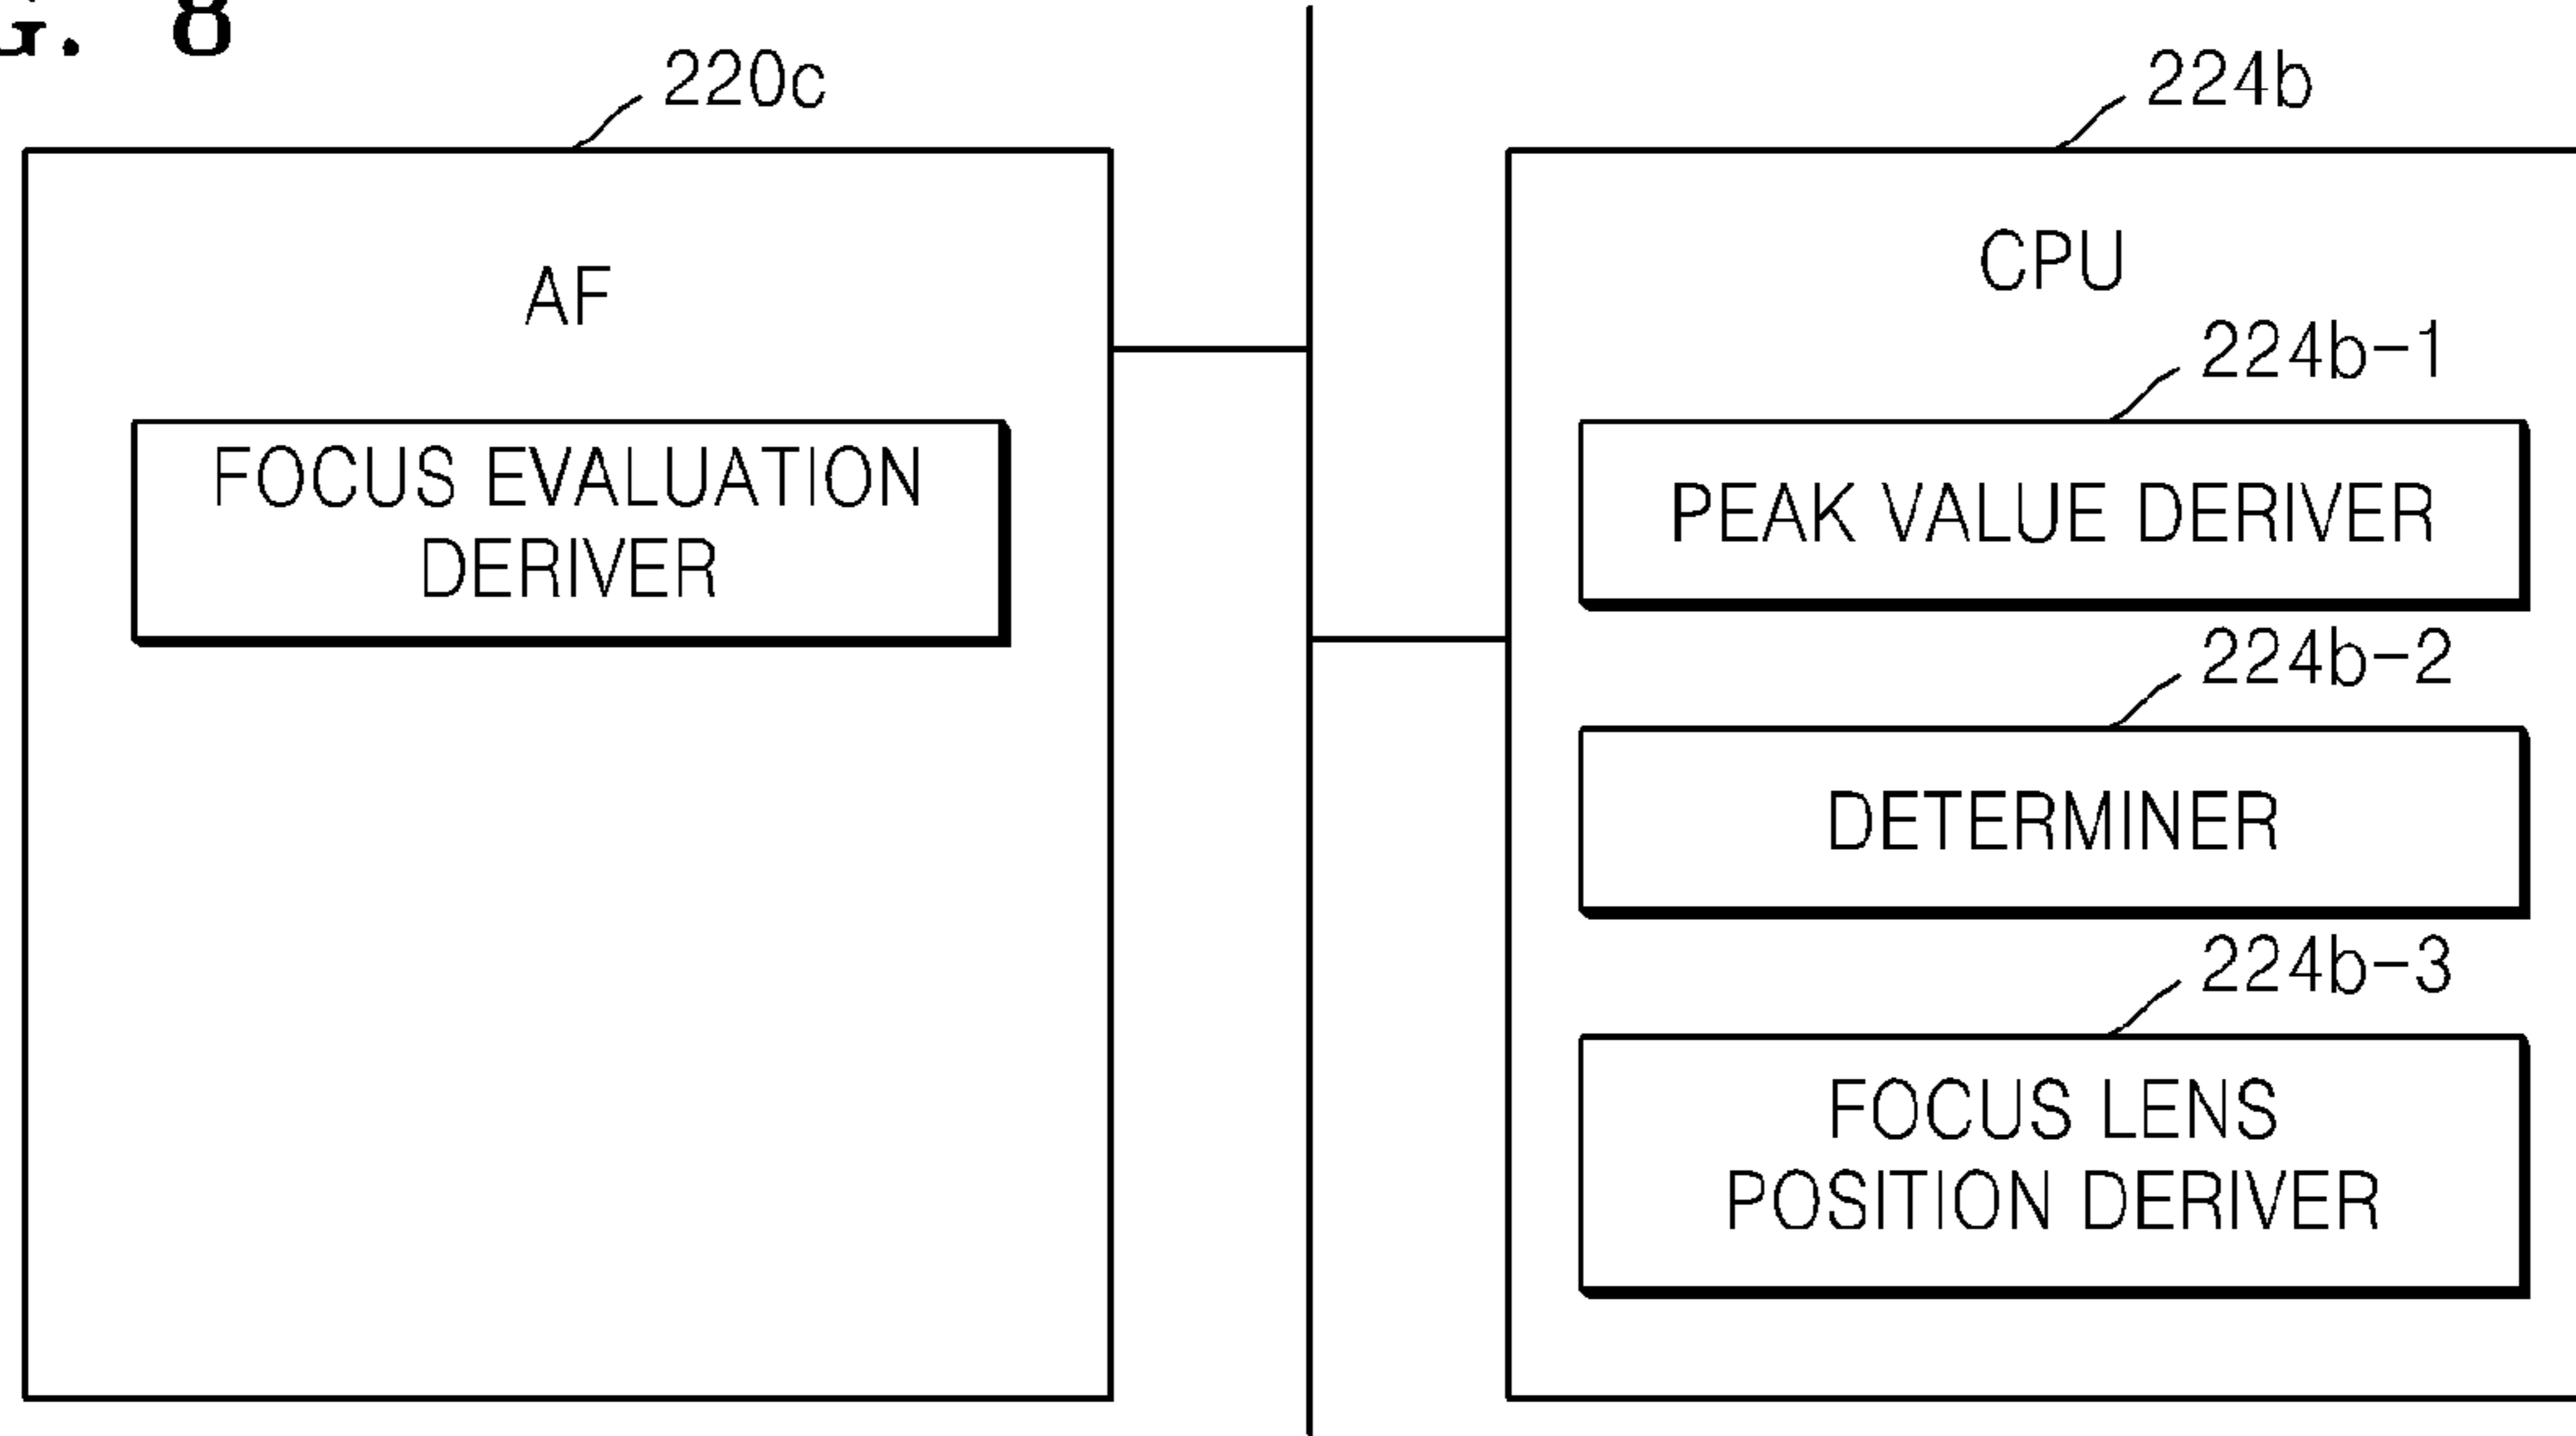 G. 8
220c
224b
AF
CPU
FOCUS EVALUATION
DERIVER
224b-1
PEAK VALUE DERIVER
224b-2
DETERMINER
224b-3
FOCUS LENS
POSITION DERIVER